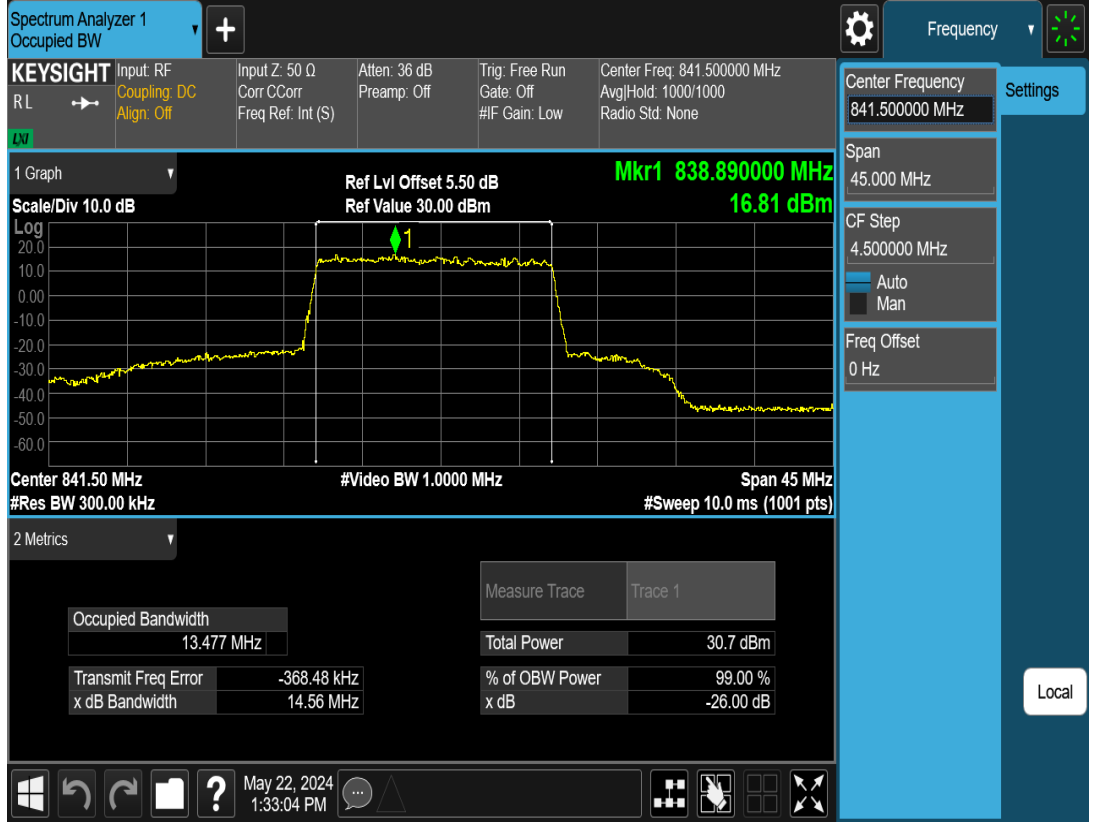 Spectrum Analyzer 1
Occupied BW
+
Frequency
KEYSIGHT
RL
LXI
Input: RF
Coupling: DC
Align: Off
Input Z: 50 Ω
Corr CCorr
Freq Ref: Int (S)
Atten: 36 dB
Preamp: Off
Trig: Free Run
Gate: Off
#IF Gain: Low
Center Freq: 841.500000 MHz
Avg|Hold: 1000/1000
Radio Std: None
Center Frequency
841.500000 MHz
Settings
Span
45.000 MHz
CF Step
4.500000 MHz
Auto
Man
Freq Offset
0 Hz
Local
1 Graph
Scale/Div 10.0 dB
Ref Lvl Offset 5.50 dB
Ref Value 30.00 dBm
Mkr1 838.890000 MHz
16.81 dBm
Log
20.0
10.0
0.00
-10.0
-20.0
-30.0
-40.0
-50.0
-60.0
1
Center 841.50 MHz
#Res BW 300.00 kHz
#Video BW 1.0000 MHz
Span 45 MHz
#Sweep 10.0 ms (1001 pts)
2 Metrics
Measure Trace Trace 1
Occupied Bandwidth
13.477 MHz
Total Power 30.7 dBm
Transmit Freq Error -368.48 kHz
% of OBW Power 99.00 %
x dB Bandwidth 14.56 MHz
x dB -26.00 dB
?
May 22, 2024
1:33:04 PM